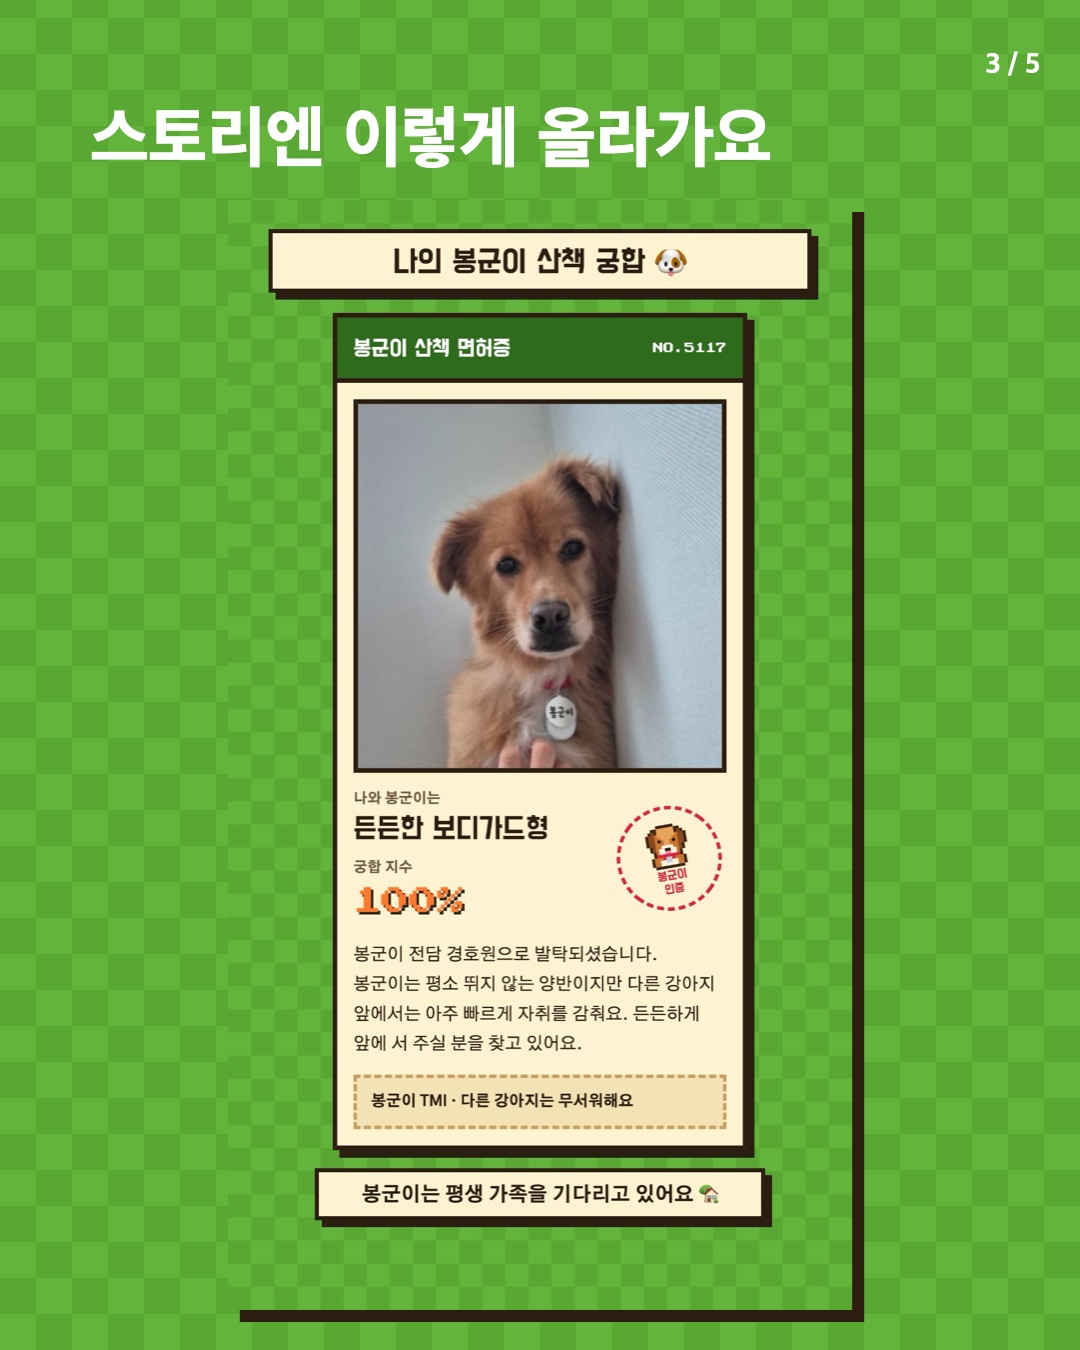 3 / 5
스토리엔 이렇게 올라가요
나의 봉군이 산책 궁합 🐶
봉군이 산책 면허증
NO.5117
봉군이
나와 봉군이는
든든한 보디가드형
궁합 지수
100%
봉군이
인증
봉군이 전담 경호원으로 발탁되셨습니다.
봉군이는 평소 뛰지 않는 양반이지만 다른 강아지
앞에서는 아주 빠르게 자취를 감춰요. 든든하게
앞에 서 주실 분을 찾고 있어요.
봉군이 TMI · 다른 강아지는 무서워해요
봉군이는 평생 가족을 기다리고 있어요 🏡